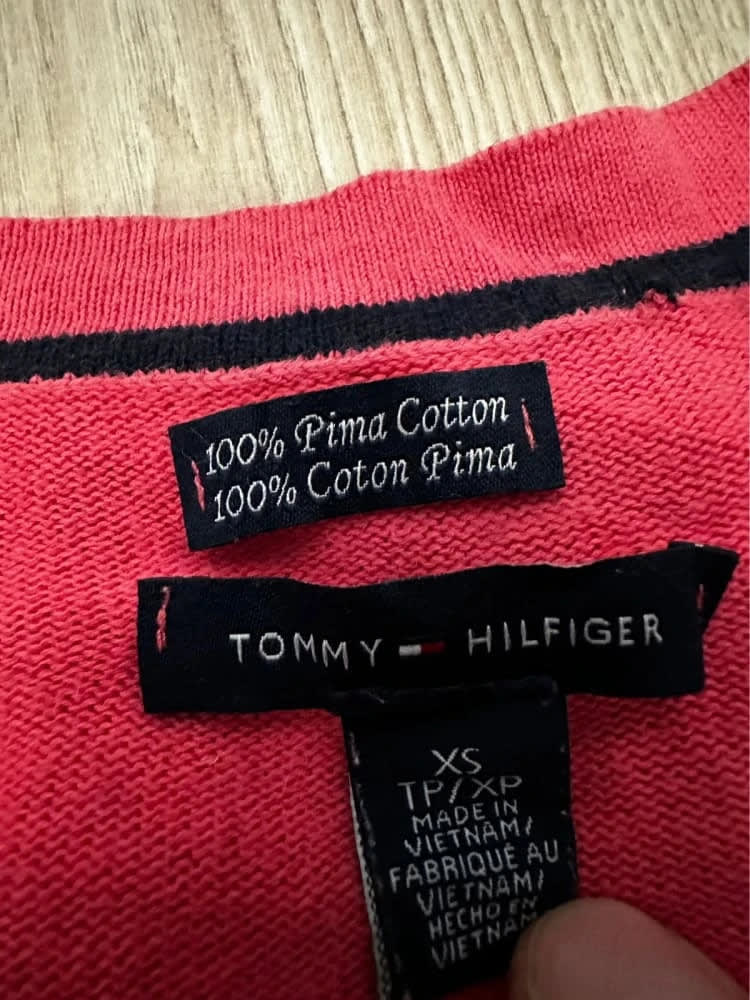 100% Pima Cotton
100% Coton Pima
TOMMY HILFIGER
XS
TP/XP
MADE IN
VIETNAM/
FABRIQUÉ AU
VIETNAM/
HECHO EN
VIETNAM